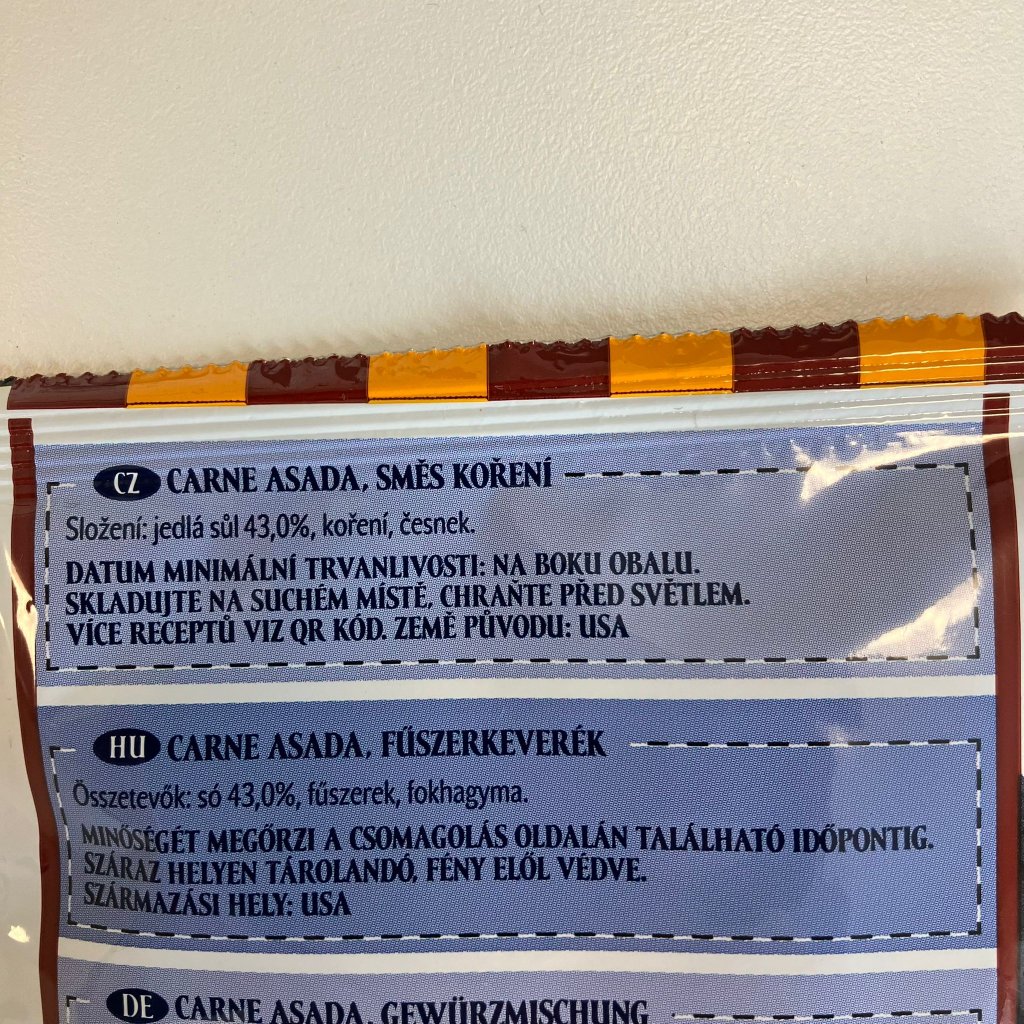 CZ CARNE ASADA, SMĚS KOŘENÍ
Složení: jedlá sůl 43,0%, koření, česnek.
DATUM MINIMÁLNÍ TRVANLIVOSTI: NA BOKU OBALU.
SKLADUJTE NA SUCHÉM MÍSTĚ, CHRAŇTE PŘED SVĚTLEM.
VÍCE RECEPTŮ VIZ QR KÓD. ZEMĚ PŮVODU: USA
HU CARNE ASADA, FŰSZERKEVERÉK
Összetevők: só 43,0%, fűszerek, fokhagyma.
MINŐSÉGÉT MEGŐRZI A CSOMAGOLÁS OLDALÁN TALÁLHATÓ IDŐPONTIG.
SZÁRAZ HELYEN TÁROLANDÓ, FÉNY ELŐL VÉDVE.
SZÁRMAZÁSI HELY: USA
DE CARNE ASADA, GEWÜRZMISCHUNG